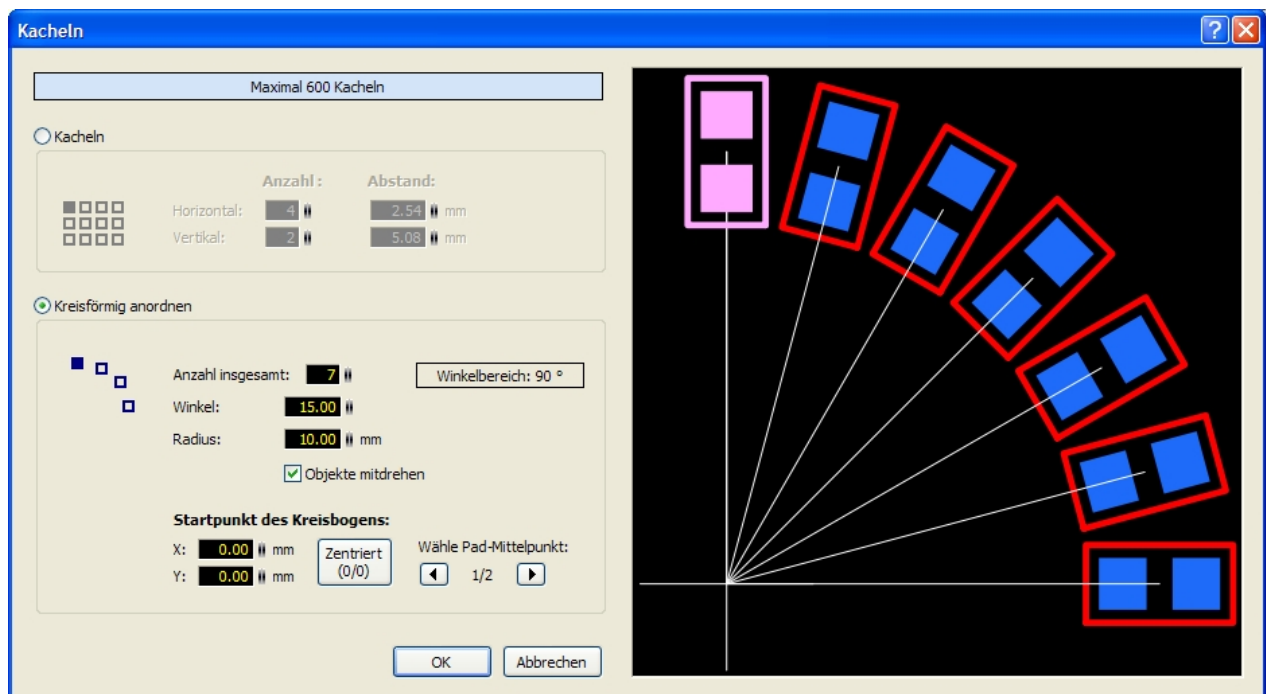 Kacheln
Maximal 600 Kacheln
Kacheln
Anzahl: Abstand:
Horizontal: 4 2.54 mm
Vertikal: 2 5.08 mm
Kreisförmig anordnen
Anzahl insgesamt: 7 Winkelbereich: 90 °
Winkel: 15.00
Radius: 10.00 mm
Objekte mitdrehen
Startpunkt des Kreisbogens:
X: 0.00 mm Zentriert (0/0) Wähle Pad-Mittelpunkt:
Y: 0.00 mm 1/2
OK Abbrechen